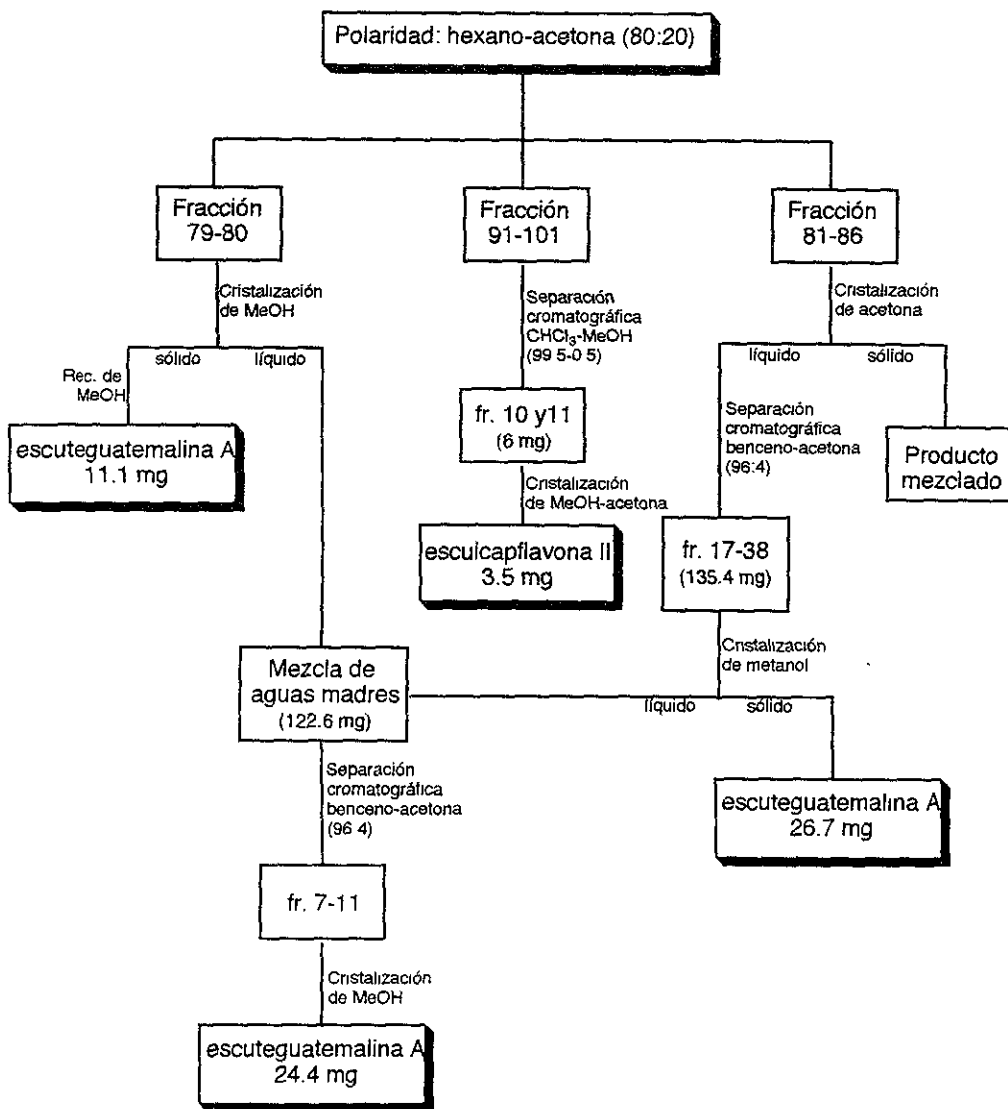 Polaridad: hexano-acetona (80:20)
Fracción
79-80
Fracción
91-101
Fracción
81-86
Cristalización
de MeOH
Separación
cromatográfica
CHCl₃-MeOH
(99 5-0 5)
Cristalización
de acetona
sólido
líquido
líquido
sólido
Rec. de
MeOH
escuteguatemalina A
11.1 mg
fr. 10 y11
(6 mg)
Separación
cromatográfica
benceno-acetona
(96:4)
Producto
mezclado
Cristalización
de MeOH-acetona
escuicapflavona II
3.5 mg
fr. 17-38
(135.4 mg)
Cristalización
de metanol
Mezcla de
aguas madres
(122.6 mg)
líquido
sólido
Separación
cromatográfica
benceno-acetona
(96 4)
escuteguatemalina A
26.7 mg
fr. 7-11
Cristalización
de MeOH
escuteguatemalina A
24.4 mg